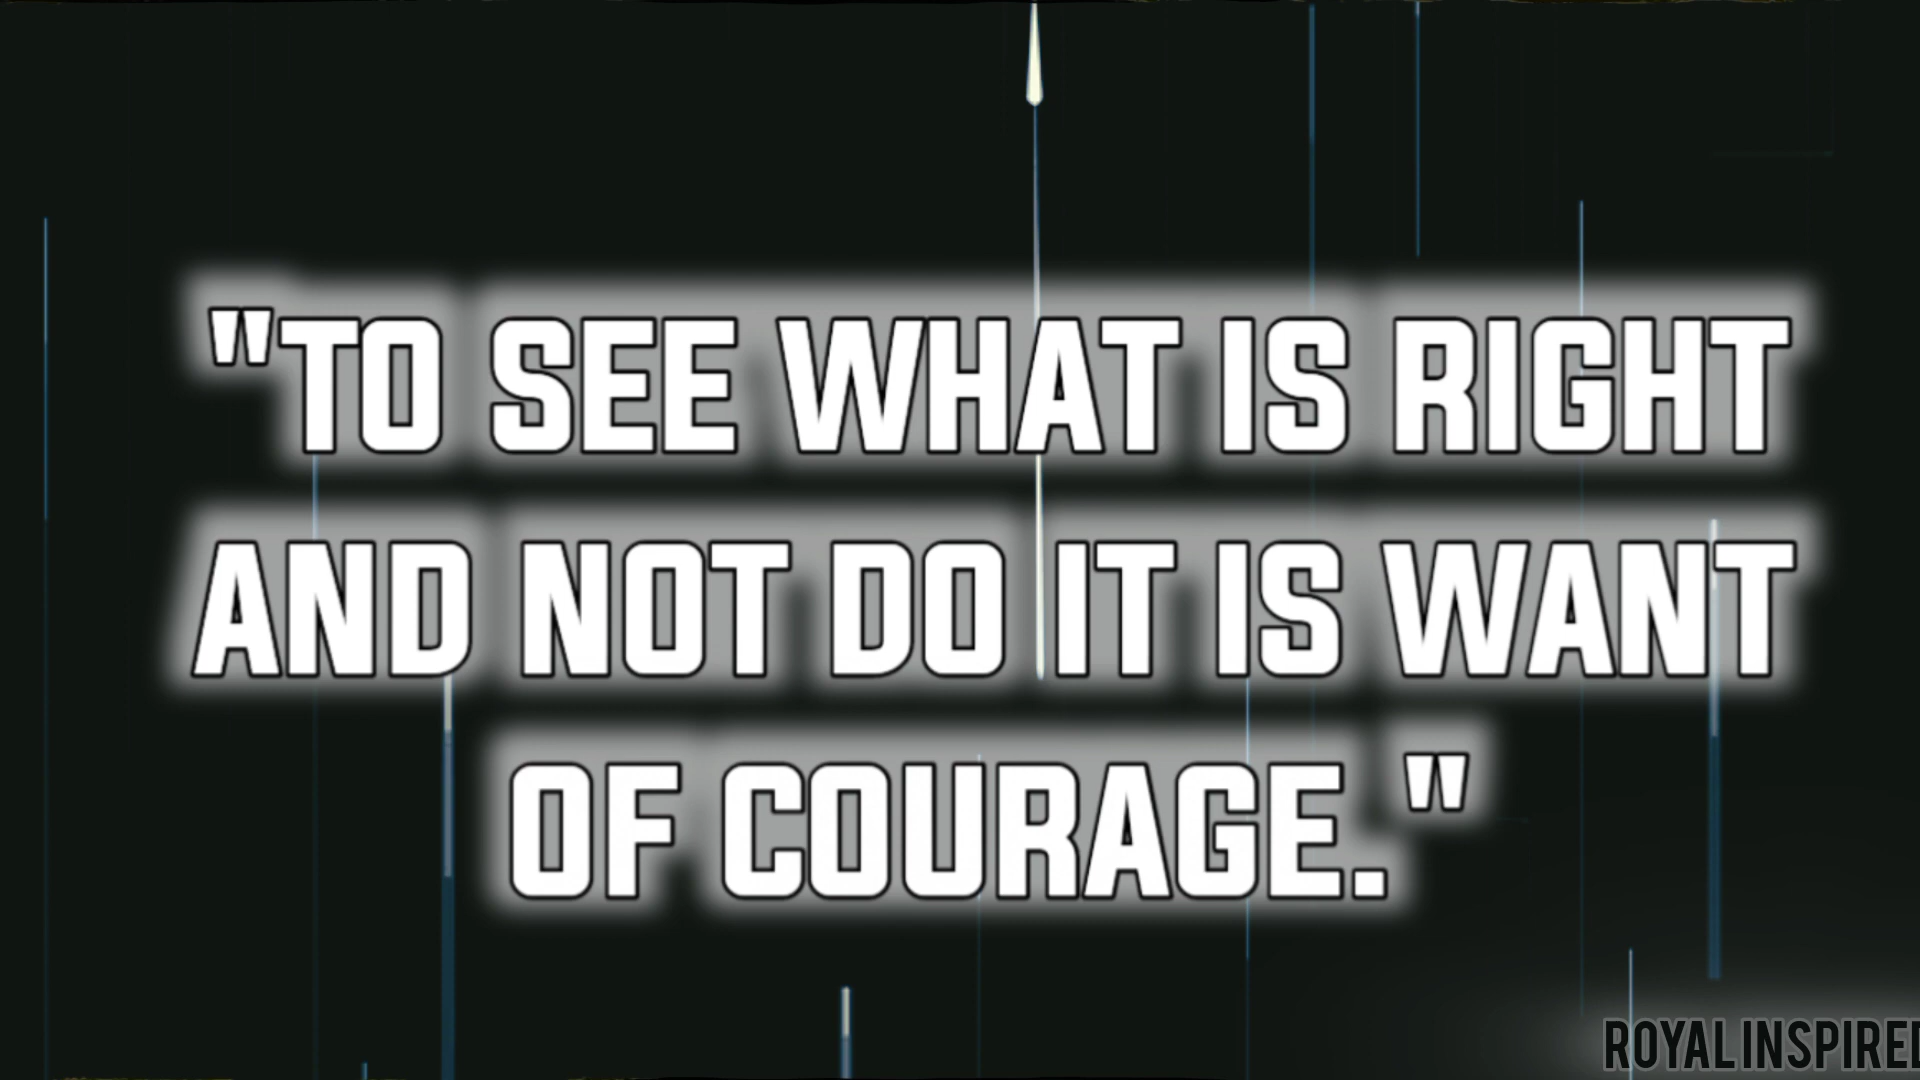 "TO SEE WHAT IS RIGHT
AND NOT DO IT IS WANT
OF COURAGE."
ROYAL INSPIRED